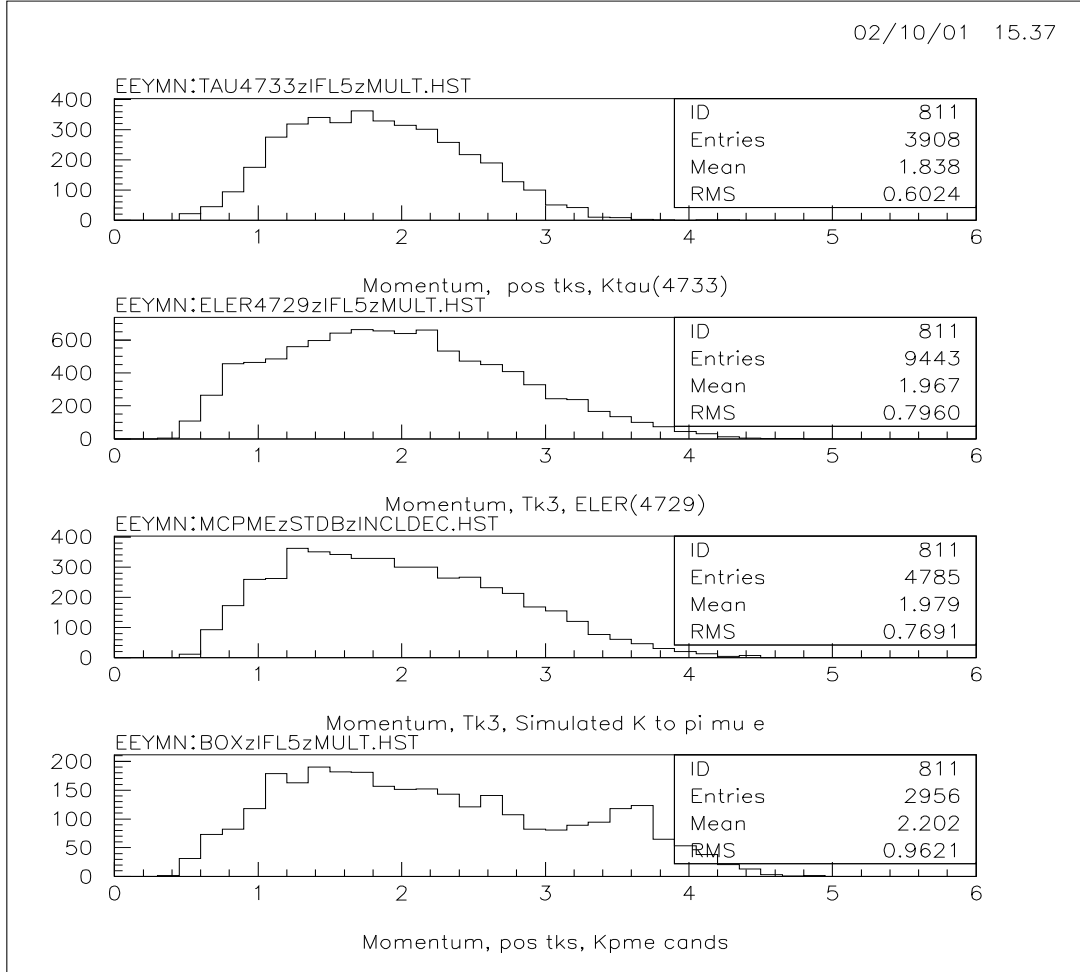 02/10/01 15.37
EEYMN:TAU4733zIFL5zMULT.HST
400
300
200
100
0
ID 811
Entries 3908
Mean 1.838
RMS 0.6024
0 1 2 3 4 5 6
Momentum, pos tks, Ktau(4733)
EEYMN:ELER4729zIFL5zMULT.HST
600
400
200
0
ID 811
Entries 9443
Mean 1.967
RMS 0.7960
0 1 2 3 4 5 6
Momentum, Tk3, ELER(4729)
EEYMN:MCPMEzSTDBzINCLDEC.HST
400
300
200
100
0
ID 811
Entries 4785
Mean 1.979
RMS 0.7691
0 1 2 3 4 5 6
Momentum, Tk3, Simulated K to pi mu e
EEYMN:BOXzIFL5zMULT.HST
200
150
100
50
0
ID 811
Entries 2956
Mean 2.202
RMS 0.9621
0 1 2 3 4 5 6
Momentum, pos tks, Kpme cands